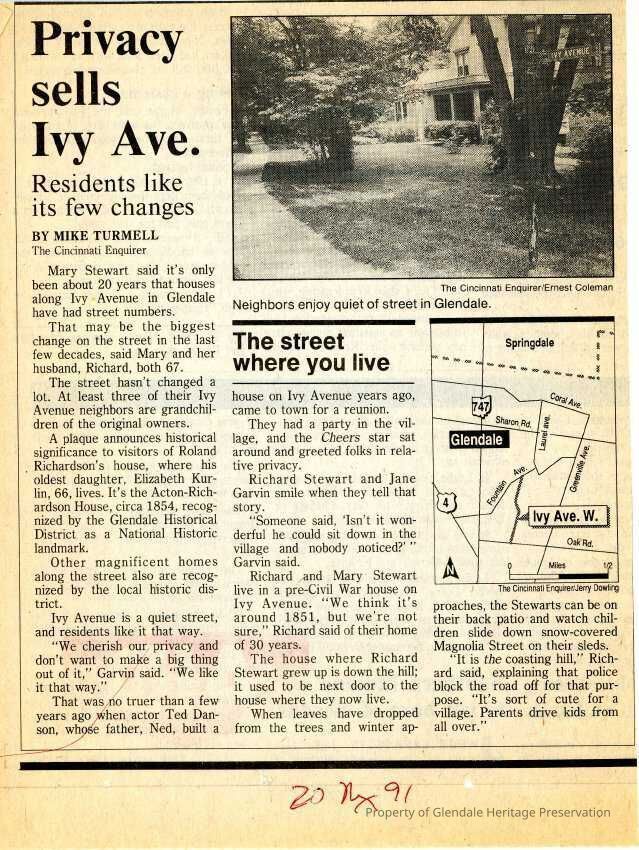 Privacy
sells
Ivy Ave.
Residents like
its few changes
BY MIKE TURMELL
The Cincinnati Enquirer
Mary Stewart said it's only
been about 20 years that houses
along Ivy Avenue in Glendale
have had street numbers.
That may be the biggest
change on the street in the last
few decades, said Mary and her
husband, Richard, both 67.
The street hasn't changed a
lot. At least three of their Ivy
Avenue neighbors are grandchil-
dren of the original owners.
A plaque announces historical
significance to visitors of Roland
Richardson's house, where his
oldest daughter, Elizabeth Kur-
lin, 66, lives. It's the Acton-Rich-
ardson House, circa 1854, recog-
nized by the Glendale Historical
District as a National Historic
landmark.
Other magnificent homes
along the street also are recog-
nized by the local historic dis-
trict.
Ivy Avenue is a quiet street,
and residents like it that way.
"We cherish our privacy and
don't want to make a big thing
out of it," Garvin said. "We like
it that way."
That was no truer than a few
years ago when actor Ted Dan-
son, whose father, Ned, built a
IVY AVENUE
The Cincinnati Enquirer/Ernest Coleman
Neighbors enjoy quiet of street in Glendale.
The street
where you live
house on Ivy Avenue years ago,
came to town for a reunion.
They had a party in the vil-
lage, and the Cheers star sat
around and greeted folks in rela-
tive privacy.
Richard Stewart and Jane
Garvin smile when they tell that
story.
"Someone said, 'Isn't it won-
derful he could sit down in the
village and nobody noticed?' "
Garvin said.
Richard and Mary Stewart
live in a pre-Civil War house on
Ivy Avenue. "We think it's
around 1851, but we're not
sure," Richard said of their home
of 30 years.
The house where Richard
Stewart grew up is down the hill;
it used to be next door to the
house where they now live.
When leaves have dropped
from the trees and winter ap-
Springdale
747
Coral Ave.
Sharon Rd.
Laurel ave.
Glendale
Greenville Ave.
Fountain Ave.
4
Ivy Ave. W.
Oak Rd.
N
0 Miles 1/2
The Cincinnati Enquirer/Jerry Dowling
proaches, the Stewarts can be on
their back patio and watch chil-
dren slide down snow-covered
Magnolia Street on their sleds.
"It is the coasting hill," Rich-
ard said, explaining that police
block the road off for that pur-
pose. "It's sort of cute for a
village. Parents drive kids from
all over."
20 91
Property of Glendale Heritage Preservation